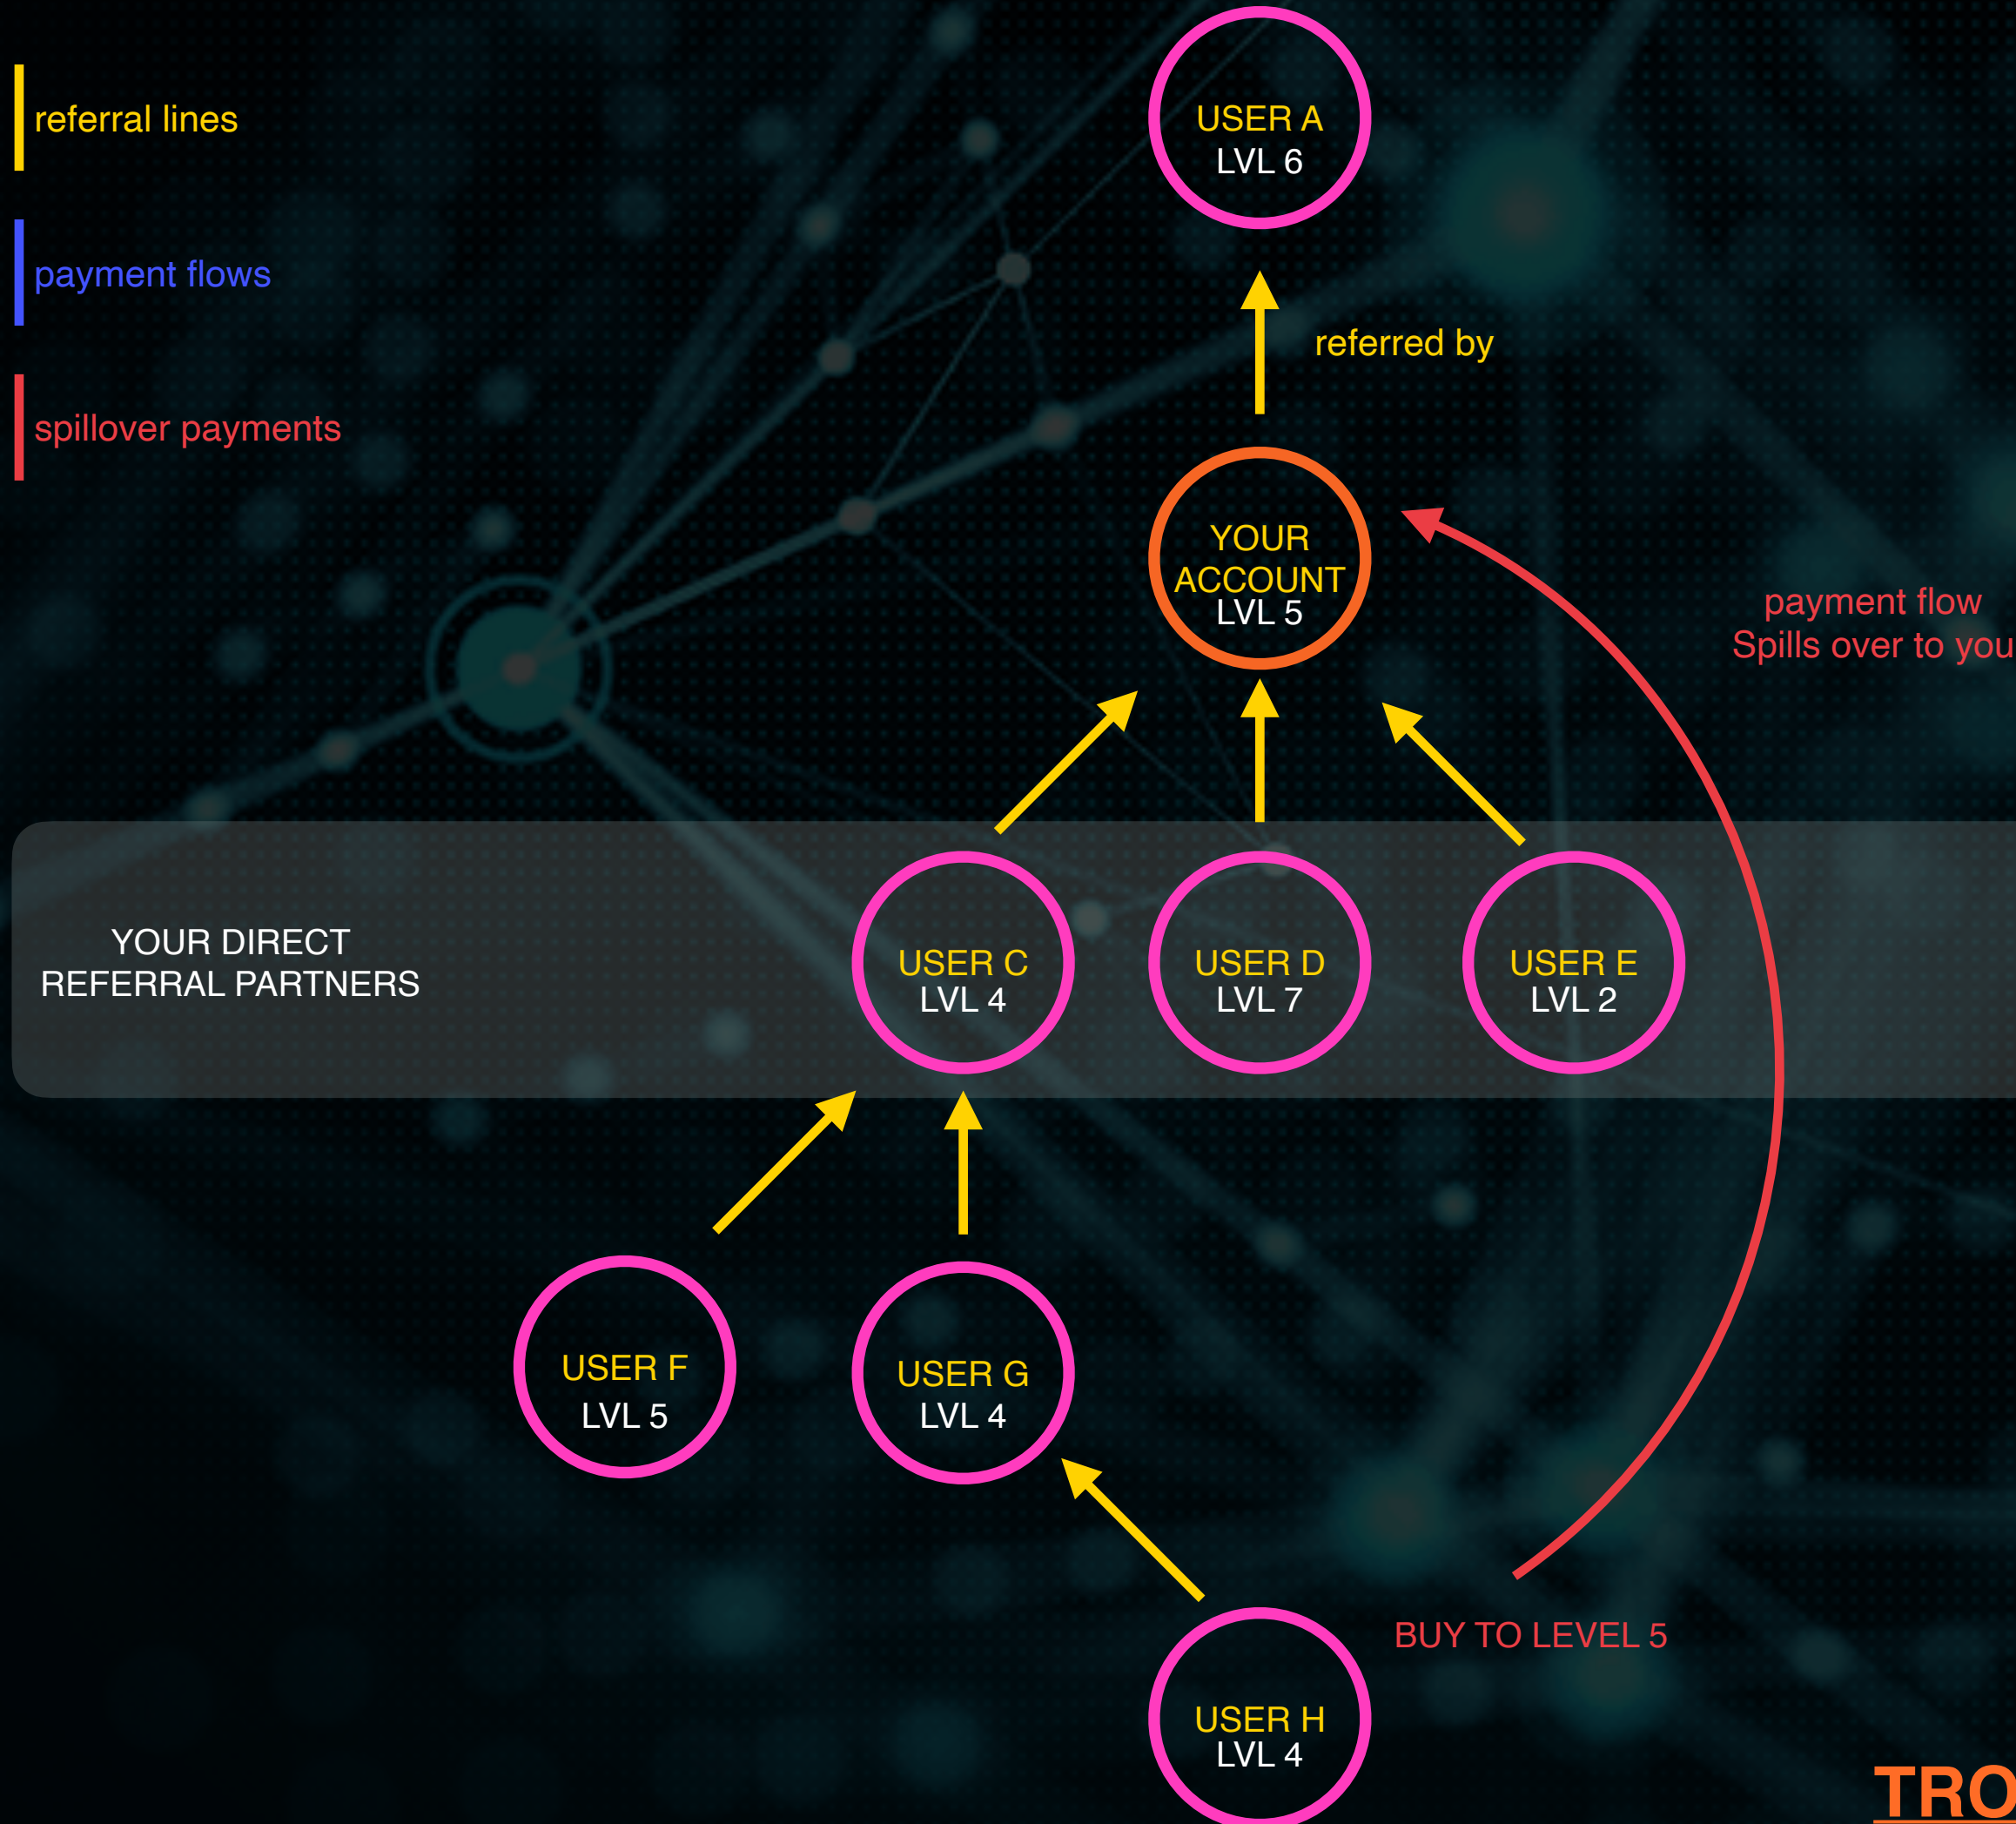 USER A
LVL 6
referral lines
payment flows
referred by
spillover payments
YOUR
ACCOUNT
LVL 5
payment flow
Spills over to you
YOUR DIRECT
REFERRAL PARTNERS
USER C
LVL 4
USER D
LVL 7
USER E
LVL 2
USER F
LVL 5
USER G
LVL 4
BUY TO LEVEL 5
USER H
LVL 4
TRO